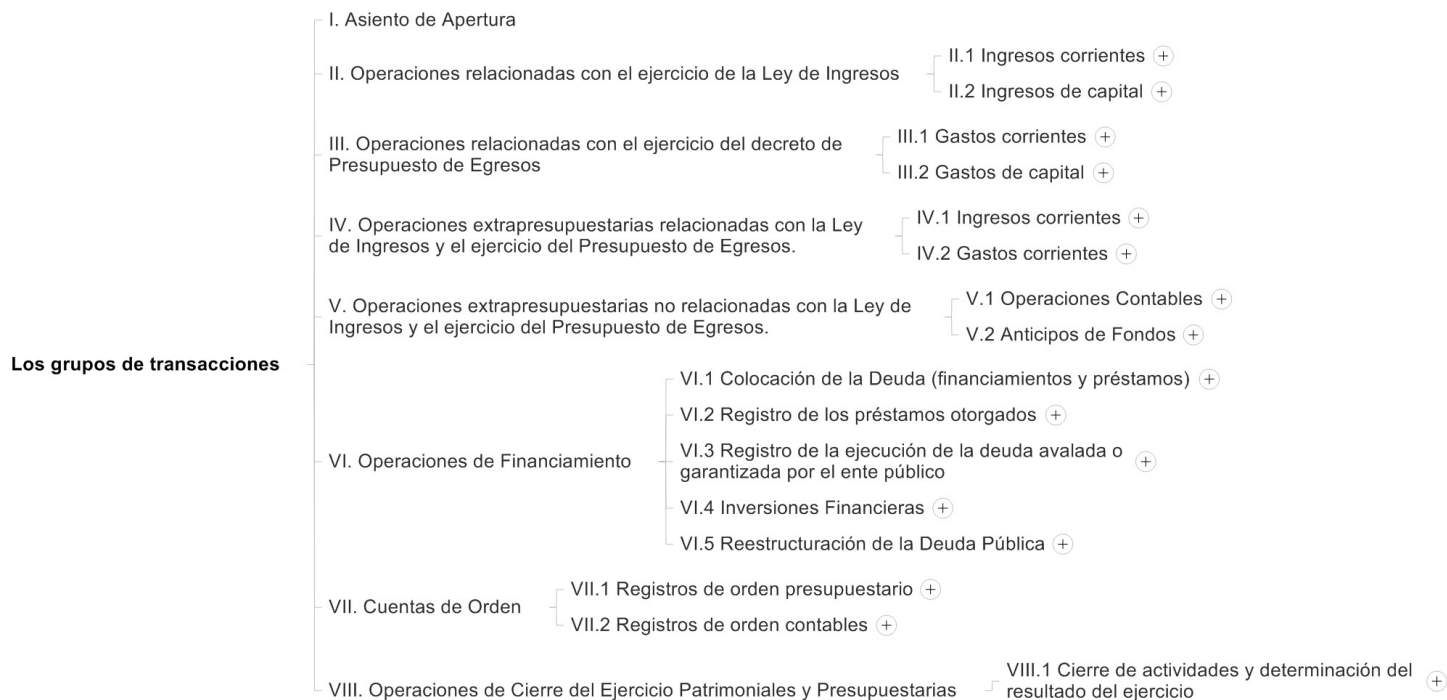 I. Asiento de Apertura
II. Operaciones relacionadas con el ejercicio de la Ley de Ingresos
II.1 Ingresos corrientes
II.2 Ingresos de capital
III. Operaciones relacionadas con el ejercicio del decreto de
Presupuesto de Egresos
III.1 Gastos corrientes
III.2 Gastos de capital
IV. Operaciones extrapresupuestarias relacionadas con la Ley
de Ingresos y el ejercicio del Presupuesto de Egresos.
IV.1 Ingresos corrientes
IV.2 Gastos corrientes
V. Operaciones extrapresupuestarias no relacionadas con la Ley de
Ingresos y el ejercicio del Presupuesto de Egresos.
V.1 Operaciones Contables
V.2 Anticipos de Fondos
Los grupos de transacciones
VI. Operaciones de Financiamiento
VI.1 Colocación de la Deuda (financiamientos y préstamos)
VI.2 Registro de los préstamos otorgados
VI.3 Registro de la ejecución de la deuda avalada o
garantizada por el ente público
VI.4 Inversiones Financieras
VI.5 Reestructuración de la Deuda Pública
VII. Cuentas de Orden
VII.1 Registros de orden presupuestario
VII.2 Registros de orden contables
VIII. Operaciones de Cierre del Ejercicio Patrimoniales y Presupuestarias
VIII.1 Cierre de actividades y determinación del
resultado del ejercicio